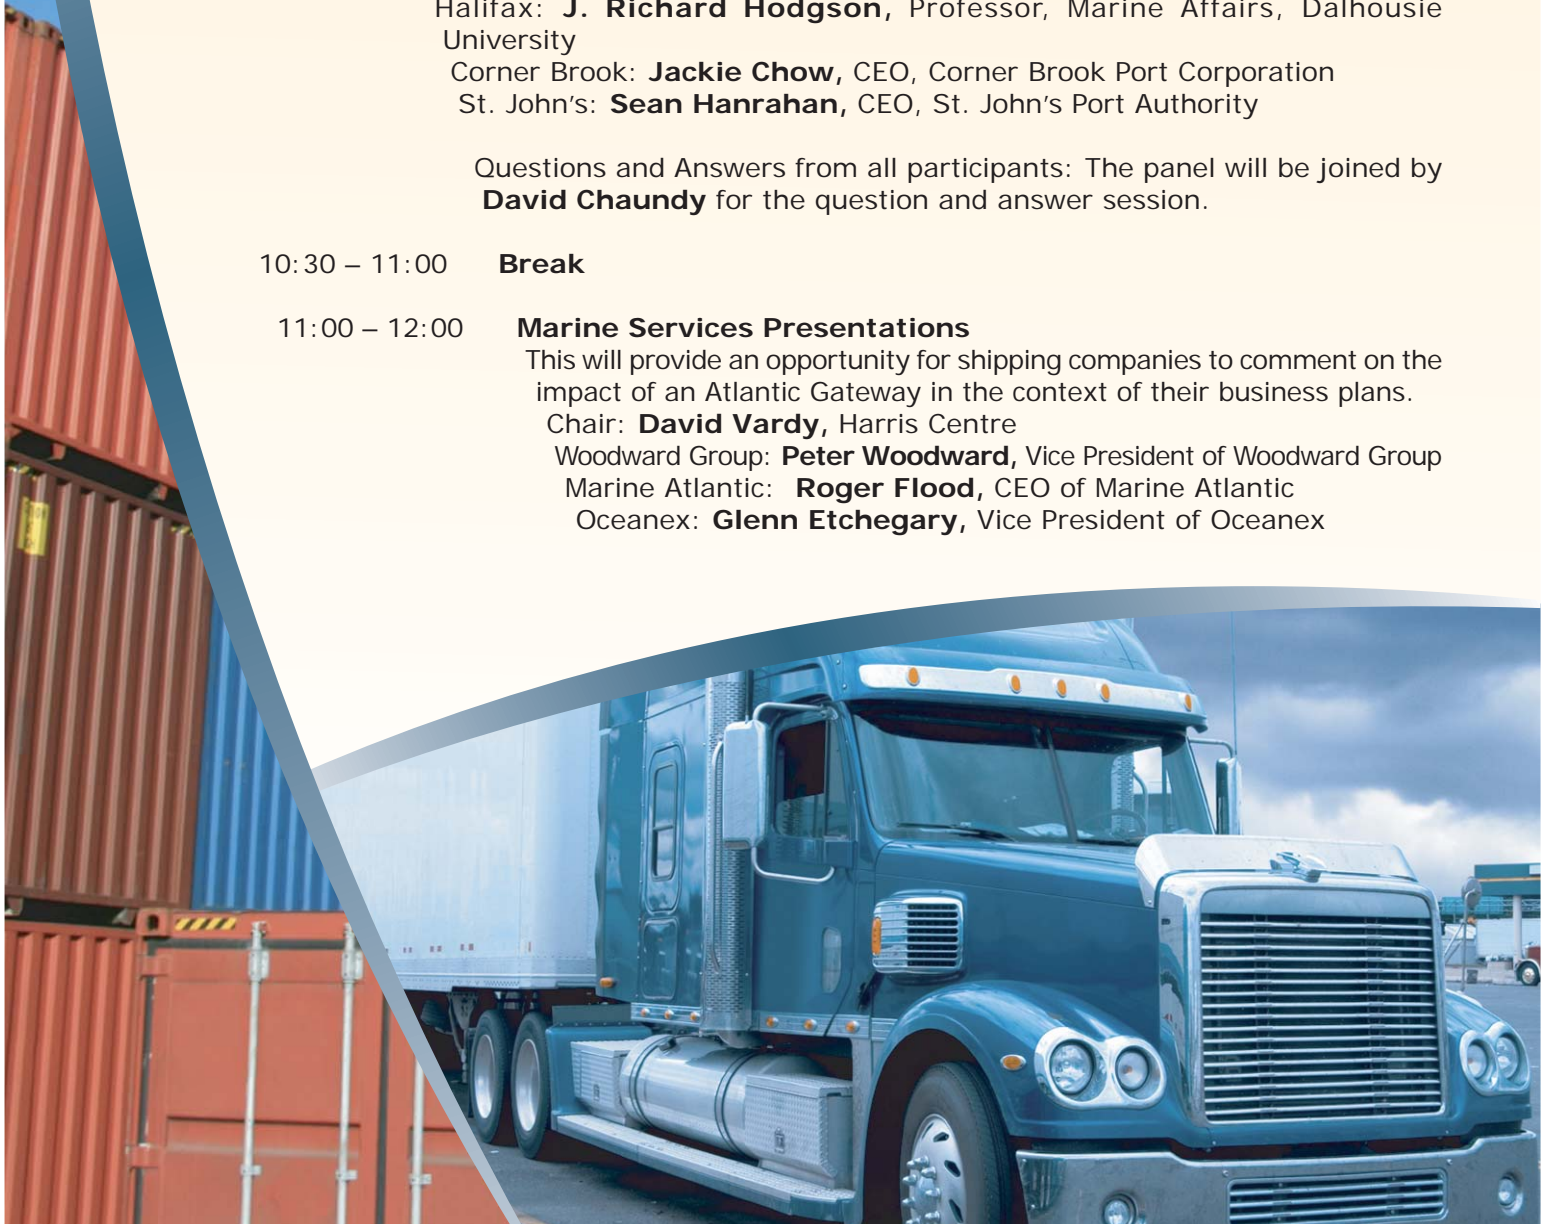 Halifax: J. Richard Hodgson, Professor, Marine Affairs, Dalhousie
University
Corner Brook: Jackie Chow, CEO, Corner Brook Port Corporation
St. John's: Sean Hanrahan, CEO, St. John's Port Authority
Questions and Answers from all participants: The panel will be joined by
David Chaundy for the question and answer session.
10:30 – 11:00 Break
11:00 – 12:00 Marine Services Presentations
This will provide an opportunity for shipping companies to comment on the
impact of an Atlantic Gateway in the context of their business plans.
Chair: David Vardy, Harris Centre
Woodward Group: Peter Woodward, Vice President of Woodward Group
Marine Atlantic: Roger Flood, CEO of Marine Atlantic
Oceanex: Glenn Etchegary, Vice President of Oceanex